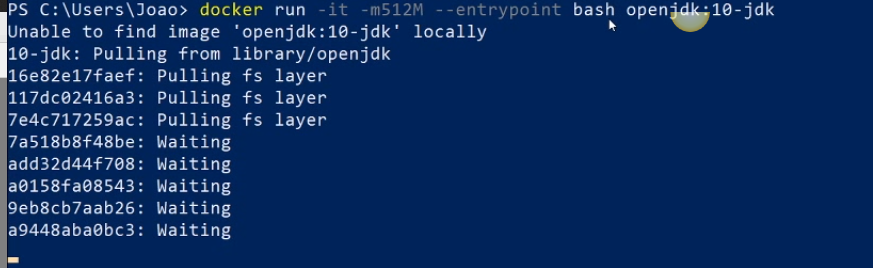 PS C:\Users\Joao> docker run -it -m512M --entrypoint bash openjdk:10-jdk
Unable to find image 'openjdk:10-jdk' locally
10-jdk: Pulling from library/openjdk
16e82e17faef: Pulling fs layer
117dc02416a3: Pulling fs layer
7e4c717259ac: Pulling fs layer
7a518b8f48be: Waiting
add32d44f708: Waiting
a0158fa08543: Waiting
9eb8cb7aab26: Waiting
a9448aba0bc3: Waiting